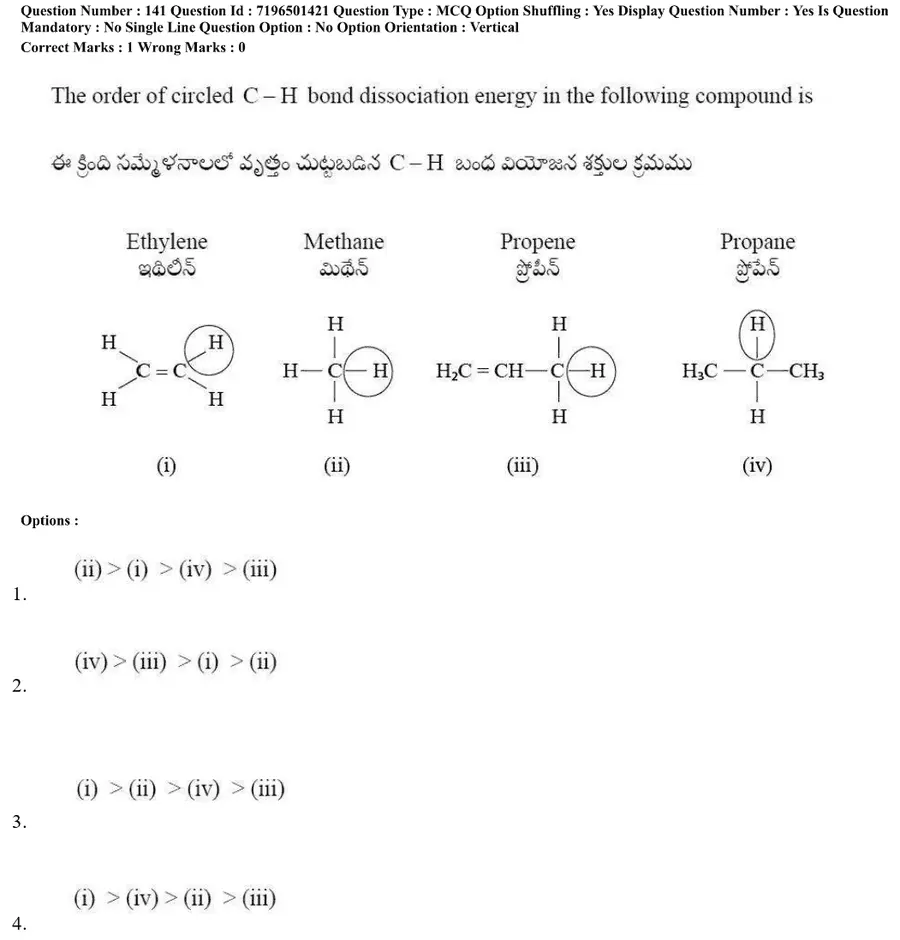 Question Number : 141 Question Id : 7196501421 Question Type : MCQ Option Shuffling : Yes Display Question Number : Yes Is Question
Mandatory : No Single Line Question Option : No Option Orientation : Vertical
Correct Marks : 1 Wrong Marks : 0
The order of circled C – H bond dissociation energy in the following compound is
ఈ క్రింది సమ్మేళనాలలో వృత్తం చుట్టబడిన C – H బంధ వియోజన శక్తుల క్రమము
Ethylene Methane Propene Propane
ఇథిలీన్ మిథేన్ ప్రోపీన్ ప్రోపేన్
H H H
H H
C = C H — C — H H₂C = CH — C — H H₃C — C — CH₃
H H
H H H
(i) (ii) (iii) (iv)
Options :
(ii) > (i) > (iv) > (iii)
1.
(iv) > (iii) > (i) > (ii)
2.
(i) > (ii) > (iv) > (iii)
3.
(i) > (iv) > (ii) > (iii)
4.